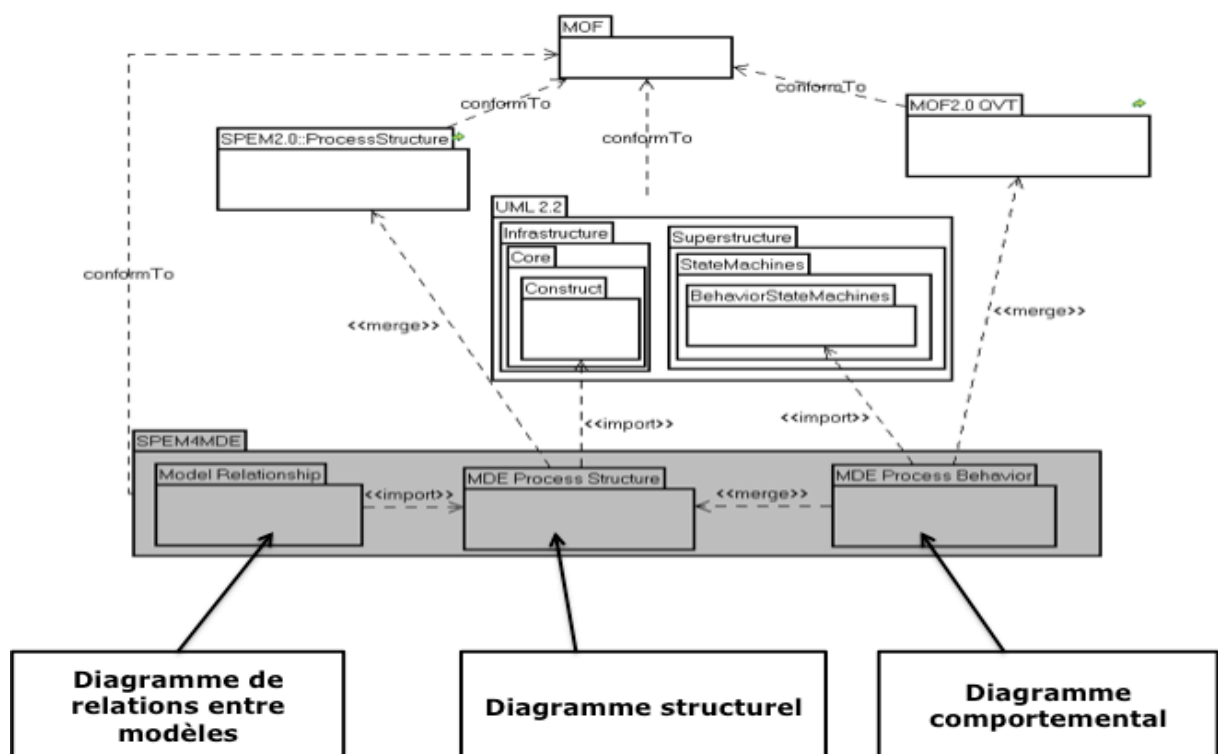 MOF
conformTo
conformTo
MOF2.0 QVT
SPEM2.0::ProcessStructure
conformTo
UML 2.2
Infrastructure
Superstructure
Core
StateMachines
conformTo
Construct
BehaviorStateMachines
<<merge>>
<<merge>>
<<import>>
<<import>>
SPEM4MDE
Model Relationship
MDE Process Structure
MDE Process Behavior
<<import>>
<<merge>>
Diagramme de
relations entre
modèles
Diagramme structurel
Diagramme
comportemental